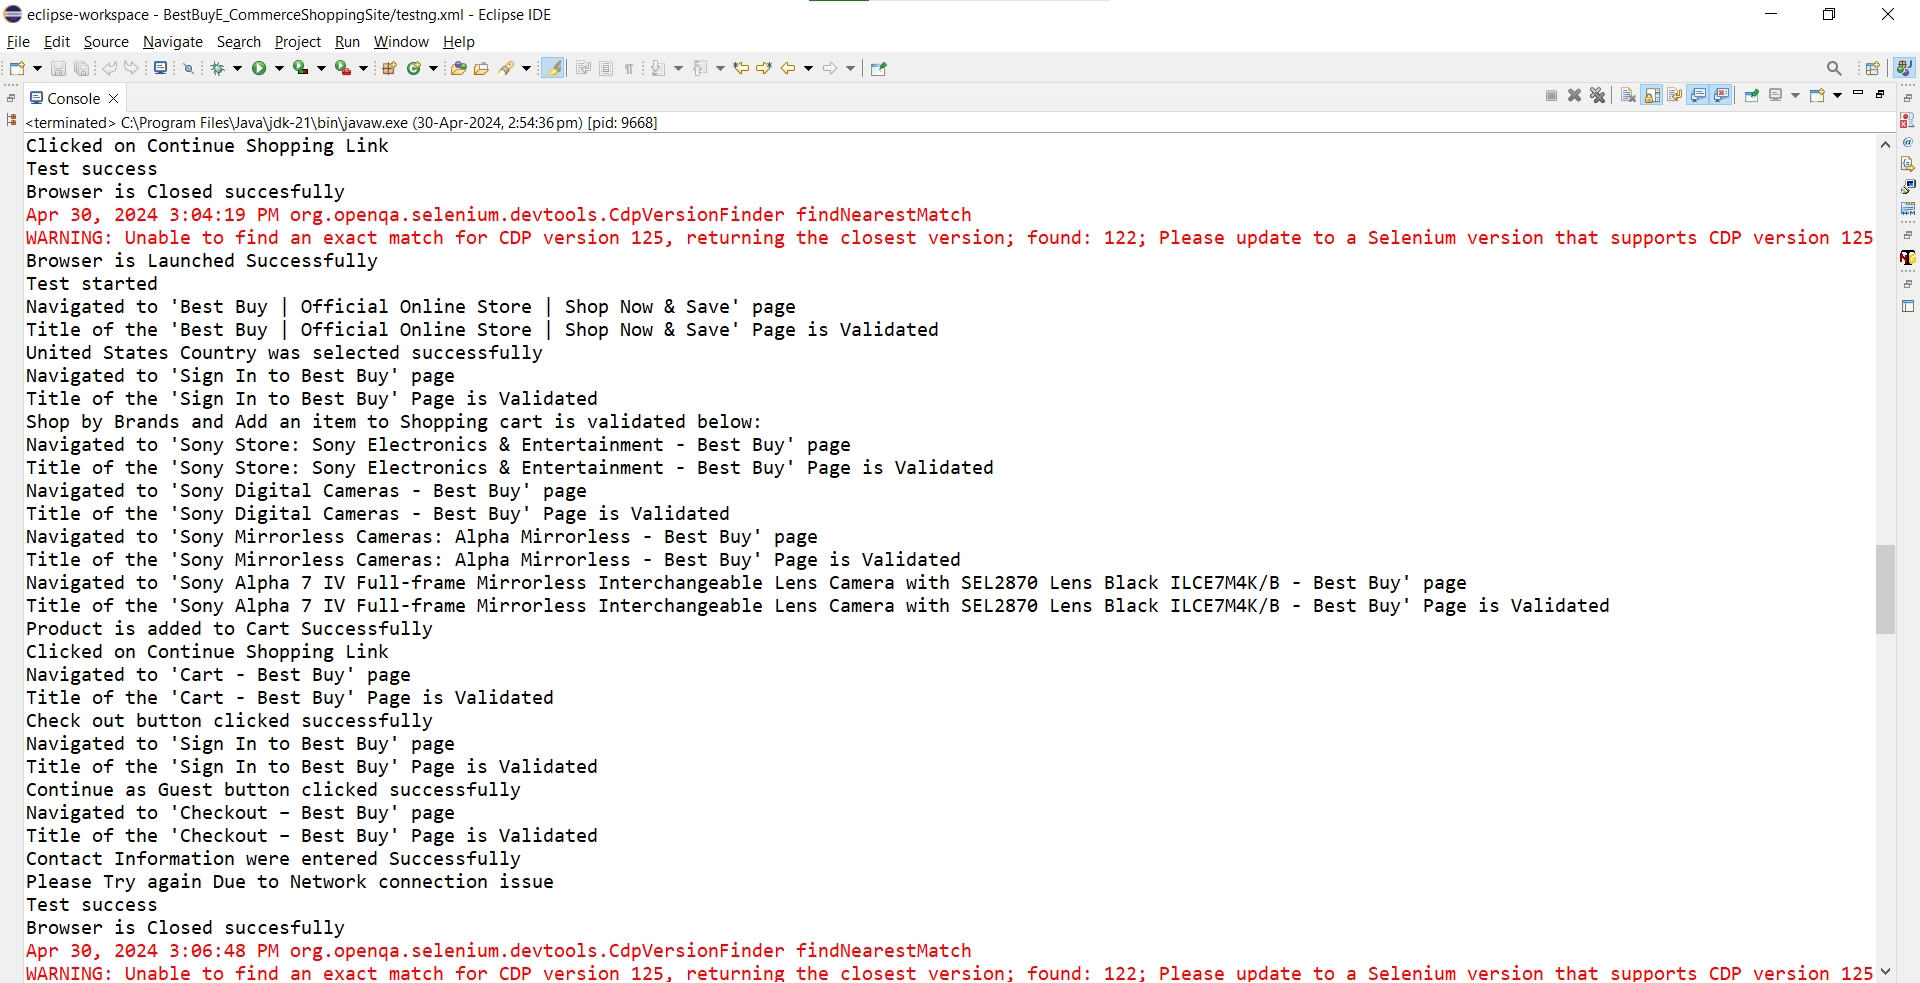 eclipse-workspace - BestBuyE_CommerceShoppingSite/testng.xml - Eclipse IDE
File Edit Source Navigate Search Project Run Window Help
Console
<terminated> C:\Program Files\Java\jdk-21\bin\javaw.exe (30-Apr-2024, 2:54:36 pm) [pid: 9668]
Clicked on Continue Shopping Link
Test success
Browser is Closed succesfully
Apr 30, 2024 3:04:19 PM org.openqa.selenium.devtools.CdpVersionFinder findNearestMatch
WARNING: Unable to find an exact match for CDP version 125, returning the closest version; found: 122; Please update to a Selenium version that supports CDP version 125
Browser is Launched Successfully
Test started
Navigated to 'Best Buy | Official Online Store | Shop Now & Save' page
Title of the 'Best Buy | Official Online Store | Shop Now & Save' Page is Validated
United States Country was selected successfully
Navigated to 'Sign In to Best Buy' page
Title of the 'Sign In to Best Buy' Page is Validated
Shop by Brands and Add an item to Shopping cart is validated below:
Navigated to 'Sony Store: Sony Electronics & Entertainment - Best Buy' page
Title of the 'Sony Store: Sony Electronics & Entertainment - Best Buy' Page is Validated
Navigated to 'Sony Digital Cameras - Best Buy' page
Title of the 'Sony Digital Cameras - Best Buy' Page is Validated
Navigated to 'Sony Mirrorless Cameras: Alpha Mirrorless - Best Buy' page
Title of the 'Sony Mirrorless Cameras: Alpha Mirrorless - Best Buy' Page is Validated
Navigated to 'Sony Alpha 7 IV Full-frame Mirrorless Interchangeable Lens Camera with SEL2870 Lens Black ILCE7M4K/B - Best Buy' page
Title of the 'Sony Alpha 7 IV Full-frame Mirrorless Interchangeable Lens Camera with SEL2870 Lens Black ILCE7M4K/B - Best Buy' Page is Validated
Product is added to Cart Successfully
Clicked on Continue Shopping Link
Navigated to 'Cart - Best Buy' page
Title of the 'Cart - Best Buy' Page is Validated
Check out button clicked successfully
Navigated to 'Sign In to Best Buy' page
Title of the 'Sign In to Best Buy' Page is Validated
Continue as Guest button clicked successfully
Navigated to 'Checkout – Best Buy' page
Title of the 'Checkout – Best Buy' Page is Validated
Contact Information were entered Successfully
Please Try again Due to Network connection issue
Test success
Browser is Closed succesfully
Apr 30, 2024 3:06:48 PM org.openqa.selenium.devtools.CdpVersionFinder findNearestMatch
WARNING: Unable to find an exact match for CDP version 125, returning the closest version; found: 122; Please update to a Selenium version that supports CDP version 125